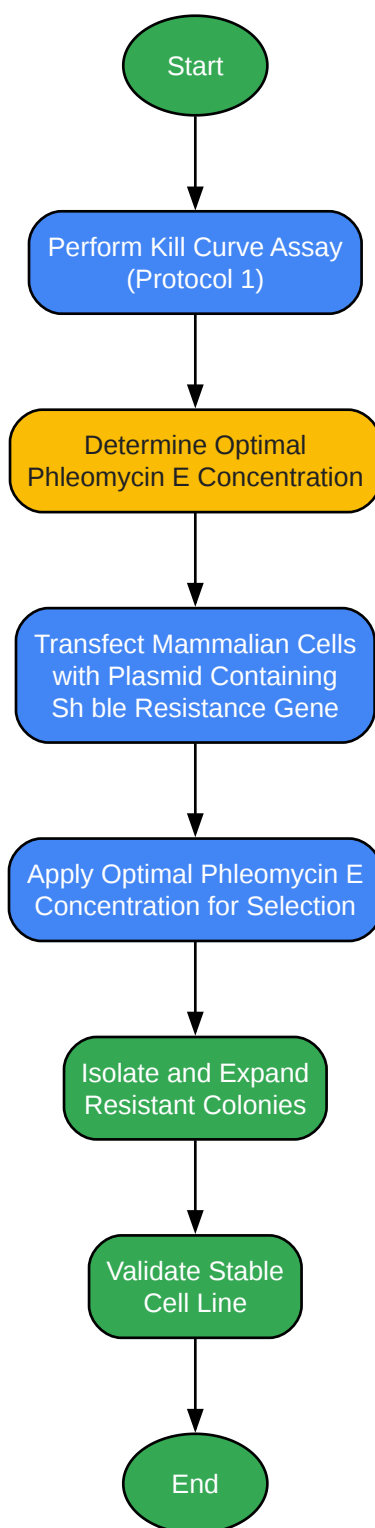 Start
Perform Kill Curve Assay
(Protocol 1)
Determine Optimal
Phleomycin E Concentration
Transfect Mammalian Cells
with Plasmid Containing
Sh ble Resistance Gene
Apply Optimal Phleomycin E
Concentration for Selection
Isolate and Expand
Resistant Colonies
Validate Stable
Cell Line
End